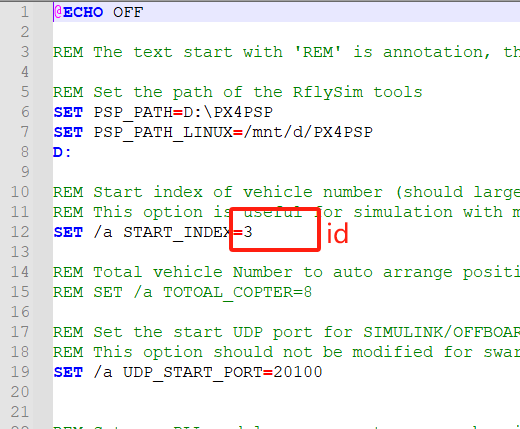 1 @ECHO OFF
2
3 REM The text start with 'REM' is annotation, th
4
5 REM Set the path of the RflySim tools
6 SET PSP_PATH=D:\PX4PSP
7 SET PSP_PATH_LINUX=/mnt/d/PX4PSP
8 D:
9
10 REM Start index of vehicle number (should large
11 REM This option is useful for simulation with m
12 SET /a START_INDEX=3 id
13
14 REM Total vehicle Number to auto arrange positi
15 REM SET /a TOTOAL_COPTER=8
16
17 REM Set the start UDP port for SIMULINK/OFFBOAR
18 REM This option should not be modified for swar
19 SET /a UDP_START_PORT=20100
20
21